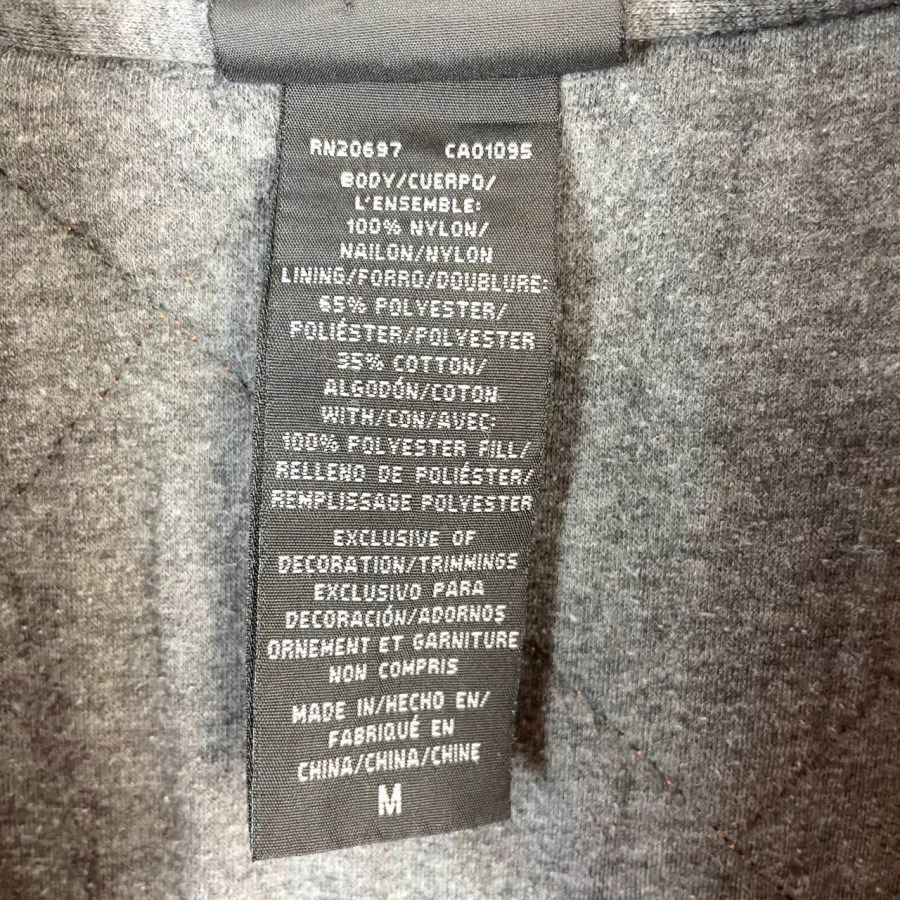 RN20697 CA01095
BODY/CUERPO/
L'ENSEMBLE:
100% NYLON/
NAILON/NYLON
LINING/FORRO/DOUBLURE:
65% POLYESTER/
POLIÉSTER/POLYESTER
35% COTTON/
ALGODÓN/COTON
WITH/CON/AVEC:
100% POLYESTER FILL/
RELLENO DE POLIÉSTER/
REMPLISSAGE POLYESTER
EXCLUSIVE OF
DECORATION/TRIMMINGS
EXCLUSIVO PARA
DECORACIÓN/ADORNOS
ORNEMENT ET GARNITURE
NON COMPRIS
MADE IN/HECHO EN/
FABRIQUÉ EN
CHINA/CHINA/CHINE
M